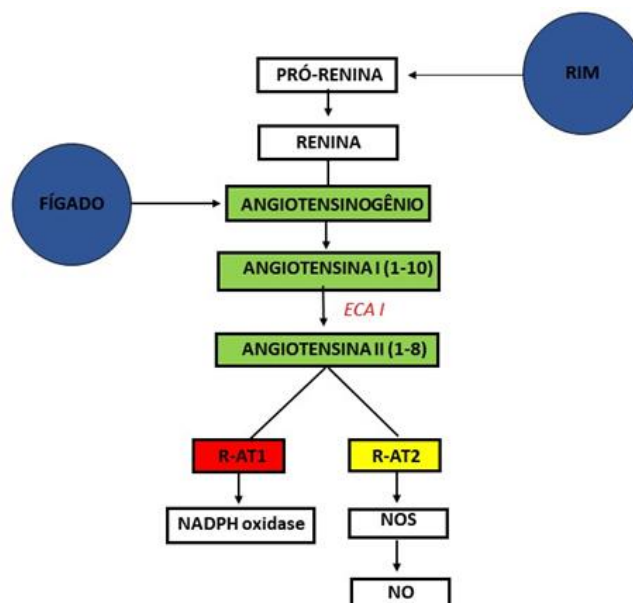 PRÓ-RENINA
RIM
RENINA
FÍGADO
ANGIOTENSINOGÊNIO
ANGIOTENSINA I (1-10)
ECA I
ANGIOTENSINA II (1-8)
R-AT1
R-AT2
NADPH oxidase
NOS
NO